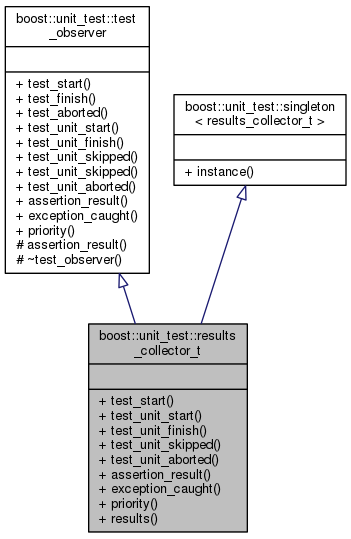 boost::unit_test::test
_observer
+ test_start()
+ test_finish()
+ test_aborted()
+ test_unit_start()
+ test_unit_finish()
+ test_unit_skipped()
+ test_unit_skipped()
+ test_unit_aborted()
+ assertion_result()
+ exception_caught()
+ priority()
# assertion_result()
# ~test_observer()
boost::unit_test::singleton
< results_collector_t >
+ instance()
boost::unit_test::results
_collector_t
+ test_start()
+ test_unit_start()
+ test_unit_finish()
+ test_unit_skipped()
+ test_unit_aborted()
+ assertion_result()
+ exception_caught()
+ priority()
+ results()